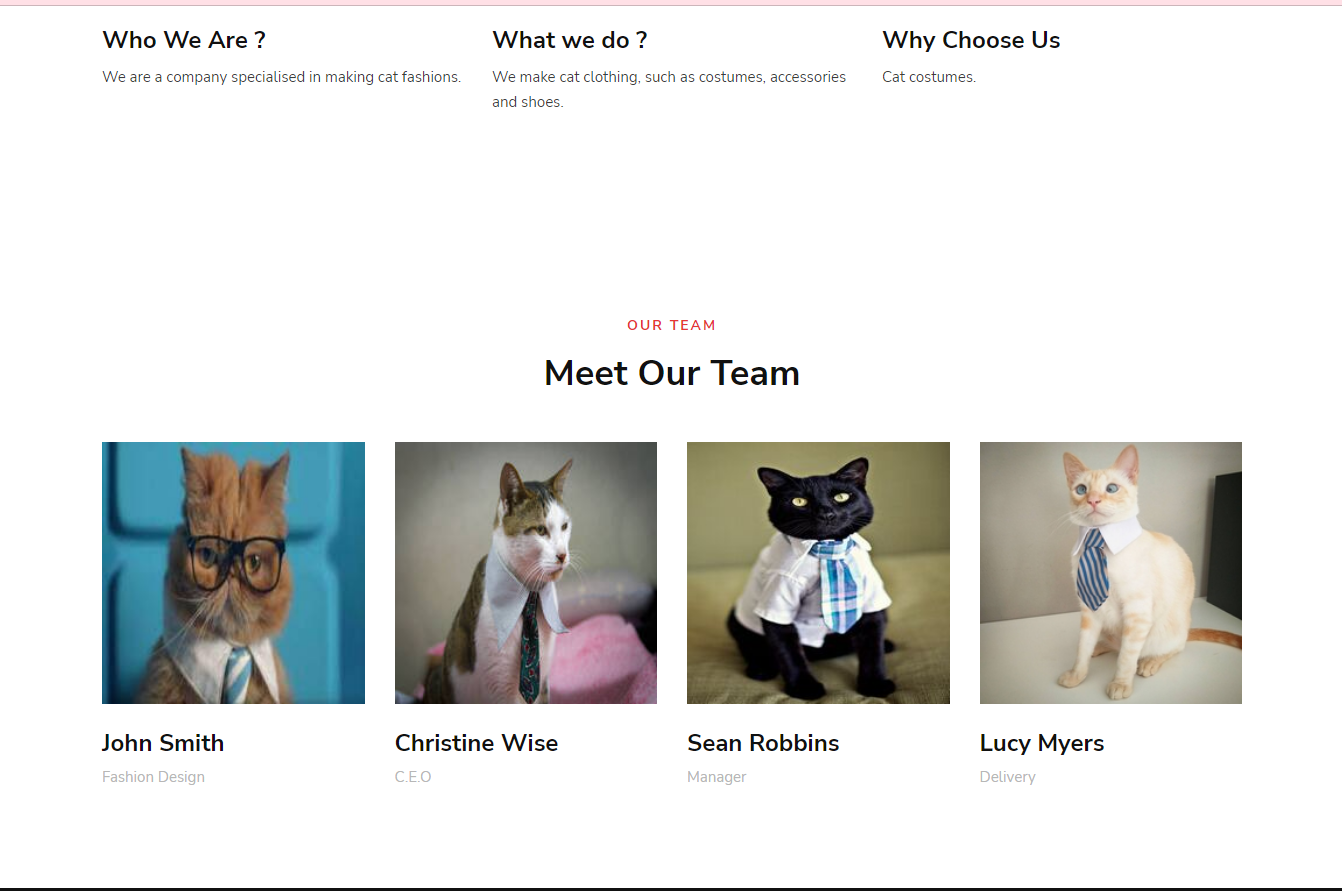 Who We Are ?
We are a company specialised in making cat fashions.
What we do ?
We make cat clothing, such as costumes, accessories
and shoes.
Why Choose Us
Cat costumes.
OUR TEAM
Meet Our Team
John Smith
Fashion Design
Christine Wise
C.E.O
Sean Robbins
Manager
Lucy Myers
Delivery